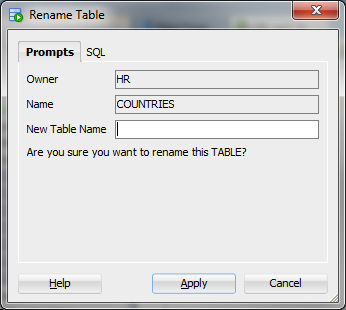 Rename Table
Prompts SQL
Owner HR
Name COUNTRIES
New Table Name
Are you sure you want to rename this TABLE?
Help Apply Cancel